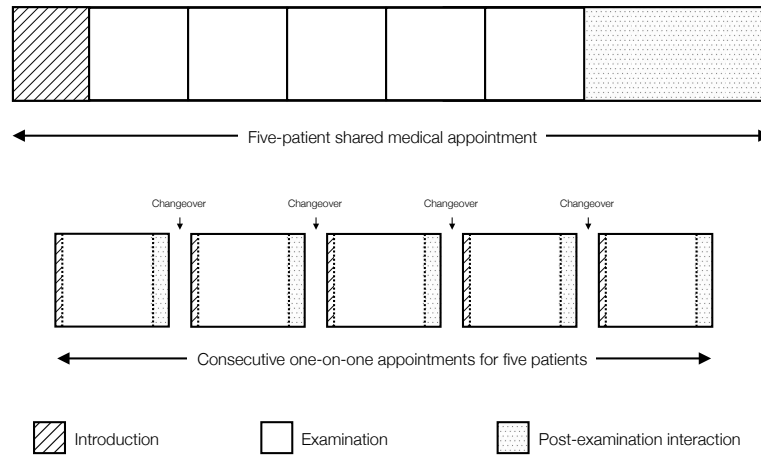 Five-patient shared medical appointment
Changeover Changeover Changeover Changeover
Consecutive one-on-one appointments for five patients
Introduction Examination Post-examination interaction